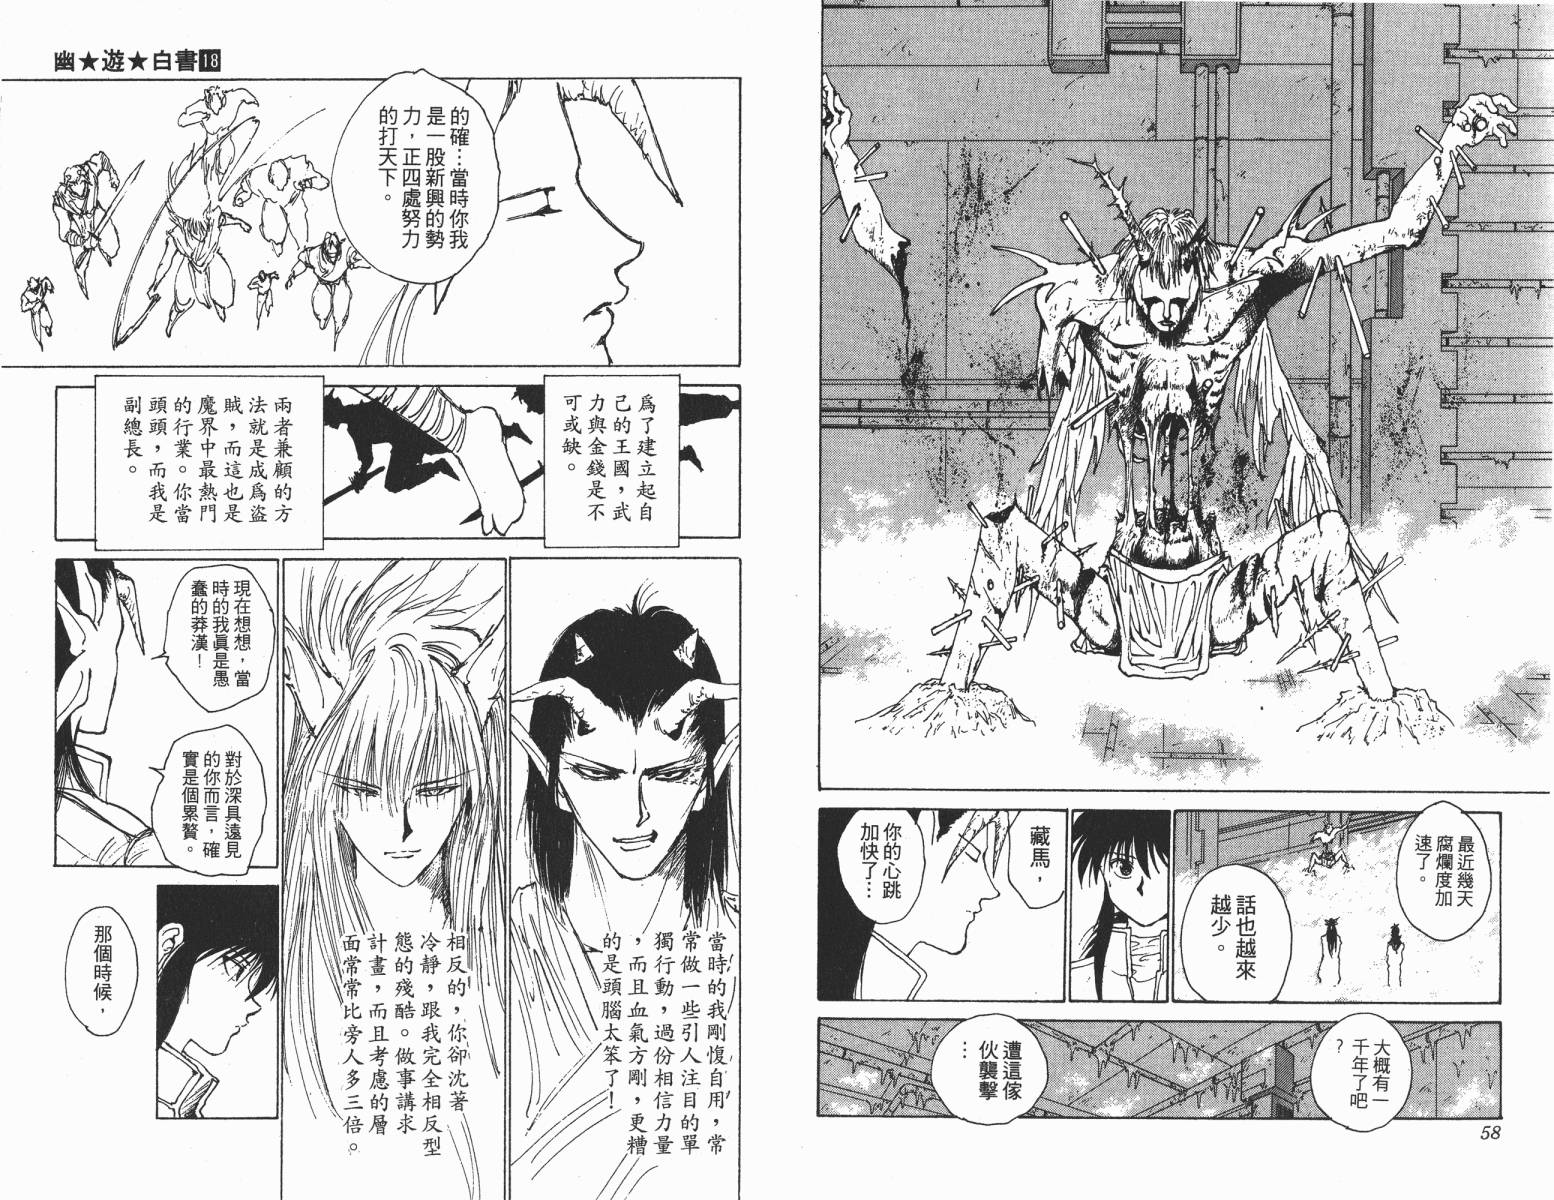 最近幾天
腐爛度加
速了。
話也越來
越少。
藏馬，
你的心跳
加快了…
大概有一
千年了吧
？
遭這傢
伙襲擊
…
58
幽★遊★白書18
的確…當時你我
是一股新興的勢
力，正四處努力
的打天下。
爲了建立起自
己的王國，武
力與金錢是不
可或缺。
兩者兼顧的方
法就是成爲盜
賊，而這也是
魔界中最熱門
的行業。你當
頭頭，而我是
副總長。
當時的我剛愎自用，常
常做一些引人注目的單
獨行動，過份相信力量
，而且血氣方剛，更糟
的是頭腦太笨了！
相反的，你卻沈著
冷靜，跟我完全相反型
態的殘酷。做事講求
計畫，而且考慮的層
面常常比旁人多三倍。
現在想想，當
時的我眞是愚
蠢的莽漢！
對於深具遠見
的你而言，確
實是個累贅。
那個時候，